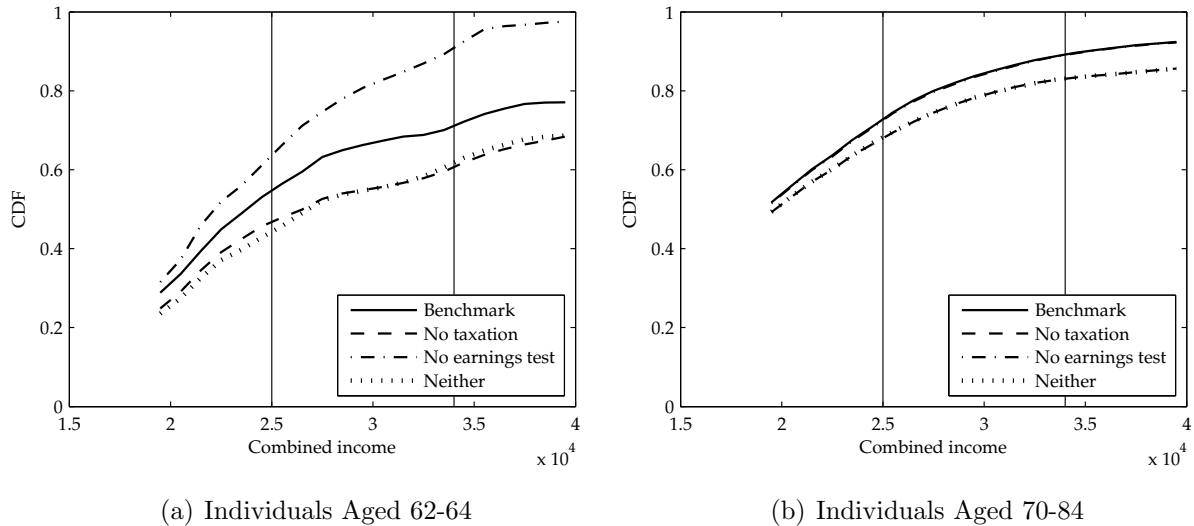 1
0.8
0.6
0.4
0.2
0
CDF
1.5
2
2.5
3
3.5
4
Combined income
x 10^4
Benchmark
No taxation
No earnings test
Neither
(a) Individuals Aged 62-64
1
0.8
0.6
0.4
0.2
0
CDF
1.5
2
2.5
3
3.5
4
Combined income
x 10^4
Benchmark
No taxation
No earnings test
Neither
(b) Individuals Aged 70-84